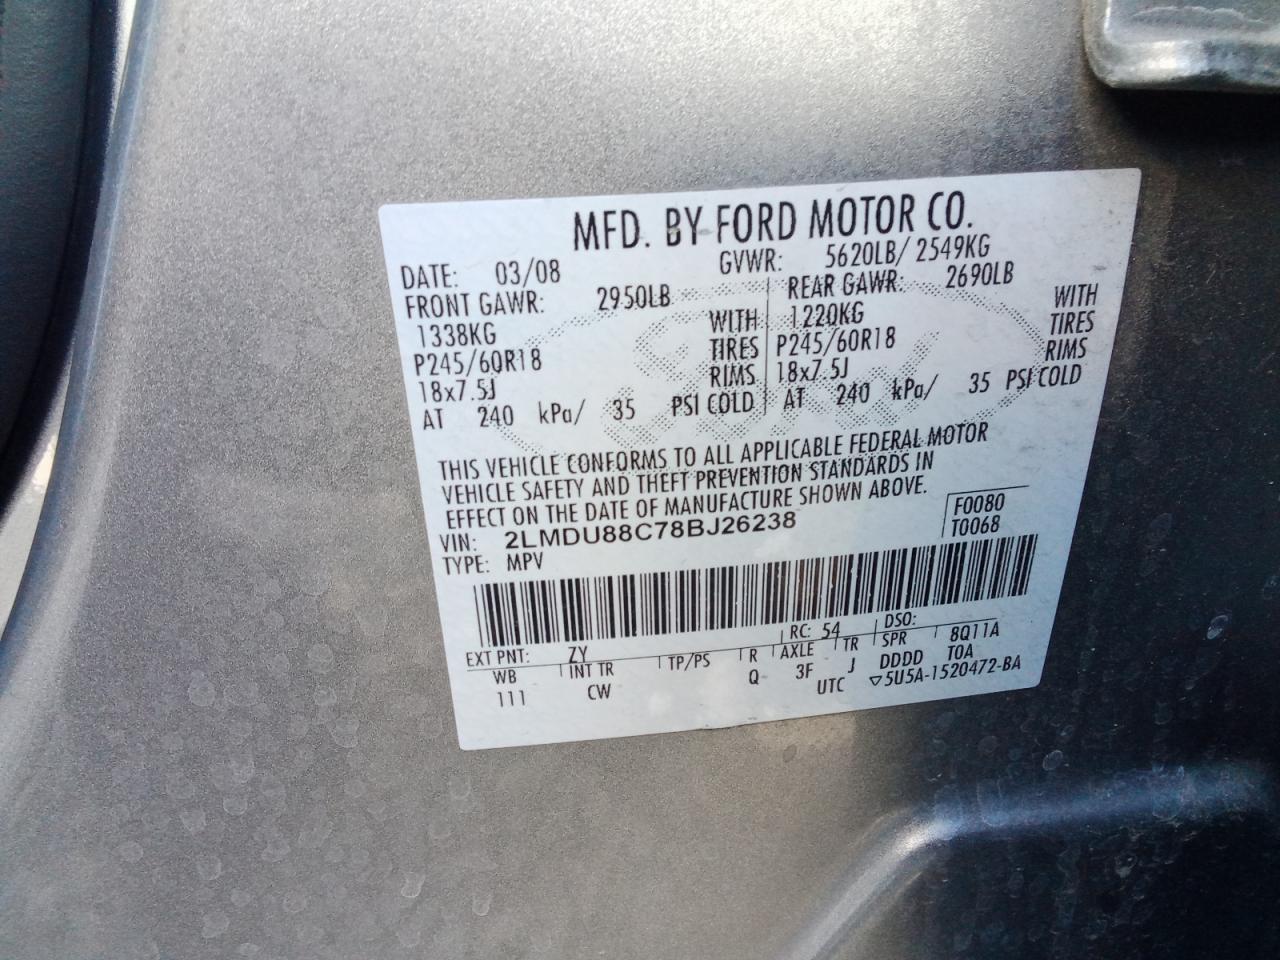 MFD. BY FORD MOTOR CO.
DATE: 03/08 GVWR: 5620LB/ 2549KG
FRONT GAWR: 2950LB REAR GAWR: 2690LB
1338KG WITH 1220KG WITH
P245/60R18 TIRES P245/60R18 TIRES
18x7.5J RIMS 18x7.5J RIMS
AT 240 kPa/ 35 PSI COLD AT 240 kPa/ 35 PSI COLD
THIS VEHICLE CONFORMS TO ALL APPLICABLE FEDERAL MOTOR
VEHICLE SAFETY AND THEFT PREVENTION STANDARDS IN
EFFECT ON THE DATE OF MANUFACTURE SHOWN ABOVE.
VIN: 2LMDU88C78BJ26238 F0080
TYPE: MPV T0068
EXT PNT: ZY RC: 54 DSO:
WB INT TR TP/PS R AXLE TR SPR 8Q11A
111 CW Q 3F J DDDD TOA
UTC ▽5U5A-1520472-BA